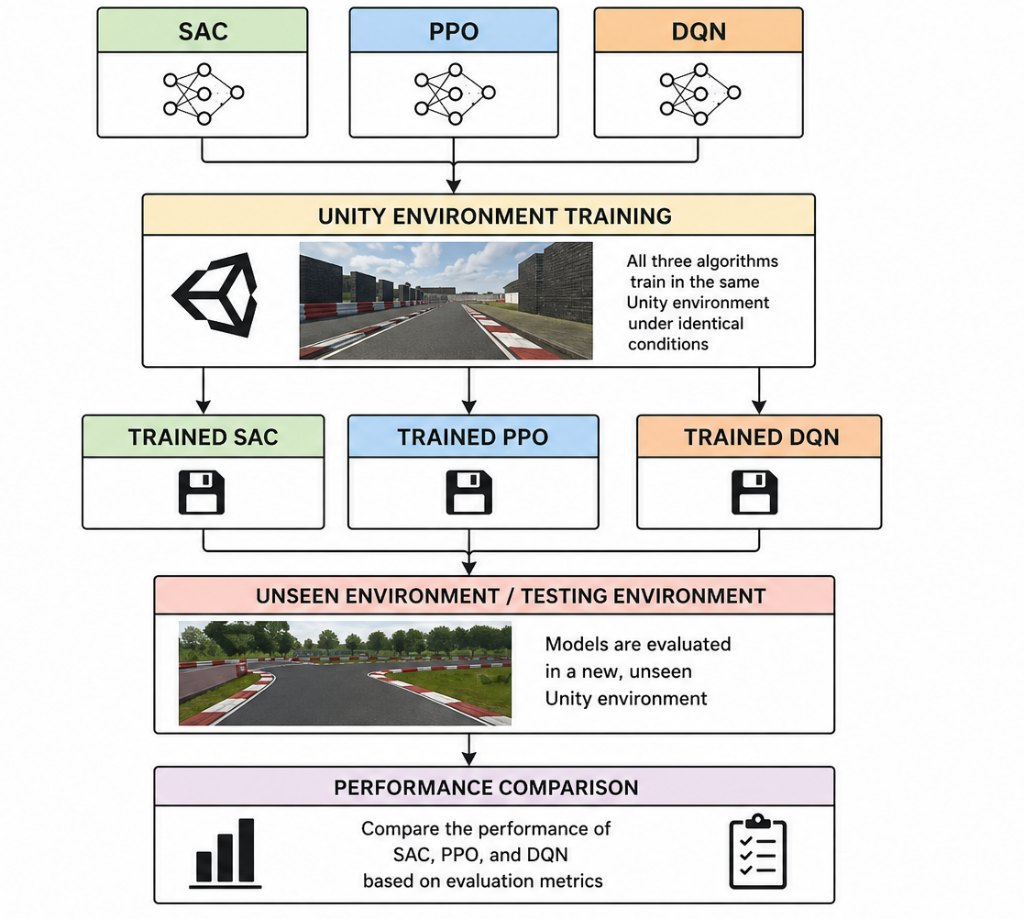 SAC
PPO
DQN
UNITY ENVIRONMENT TRAINING
All three algorithms
train in the same
Unity environment
under identical
conditions
TRAINED SAC
TRAINED PPO
TRAINED DQN
UNSEEN ENVIRONMENT / TESTING ENVIRONMENT
Models are evaluated
in a new, unseen
Unity environment
PERFORMANCE COMPARISON
Compare the performance of
SAC, PPO, and DQN
based on evaluation metrics